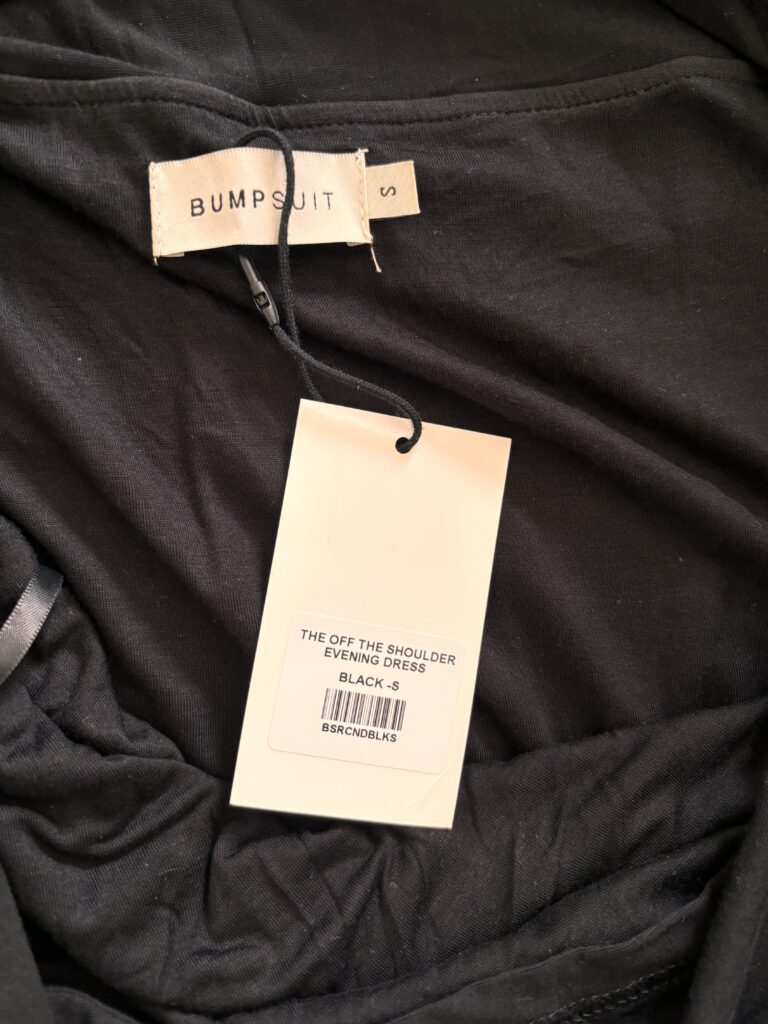 BUMPSUIT
S
THE OFF THE SHOULDER
EVENING DRESS
BLACK -S
BSRCNDBLKS